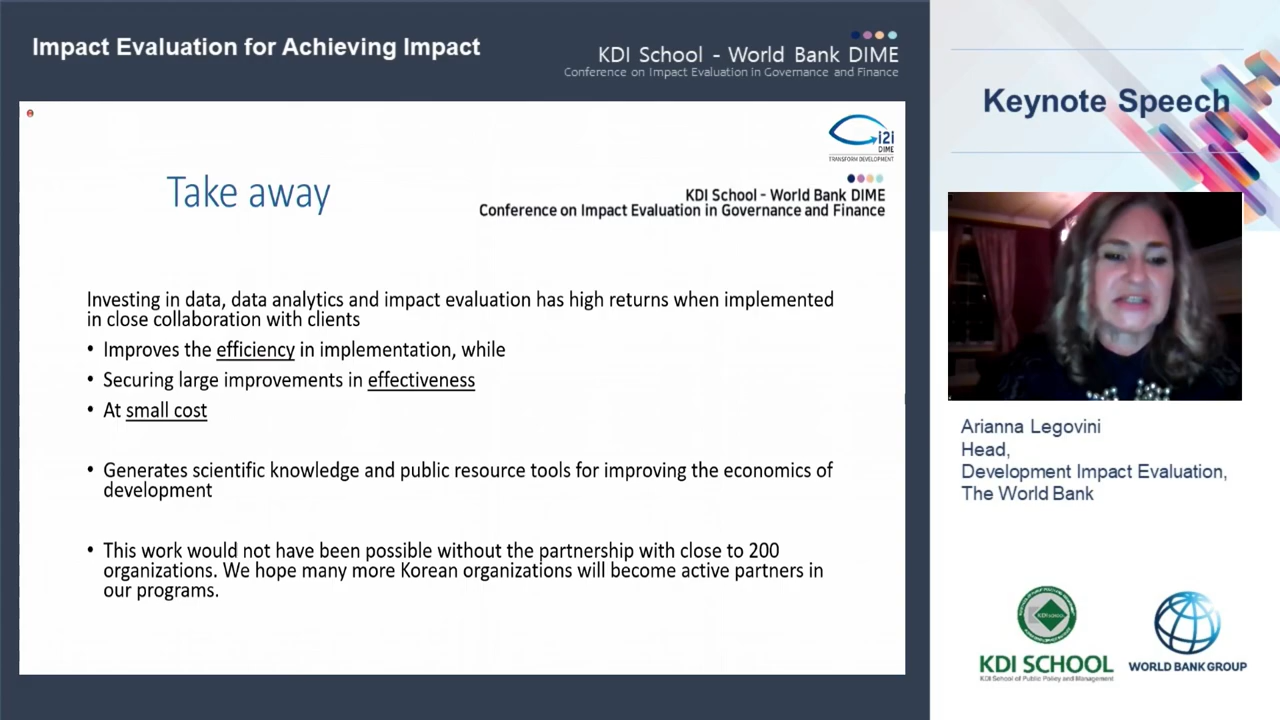 Impact Evaluation for Achieving Impact
KDI School - World Bank DIME
Conference on Impact Evaluation in Governance and Finance
Keynote Speech
i2i
DIME
TRANSFORM DEVELOPMENT
Take away
KDI School - World Bank DIME
Conference on Impact Evaluation in Governance and Finance
Investing in data, data analytics and impact evaluation has high returns when implemented
in close collaboration with clients
• Improves the efficiency in implementation, while
• Securing large improvements in effectiveness
• At small cost
• Generates scientific knowledge and public resource tools for improving the economics of
development
• This work would not have been possible without the partnership with close to 200
organizations. We hope many more Korean organizations will become active partners in
our programs.
Arianna Legovini
Head,
Development Impact Evaluation,
The World Bank
KDI SCHOOL
KDI School of Public Policy and Management
WORLD BANK GROUP